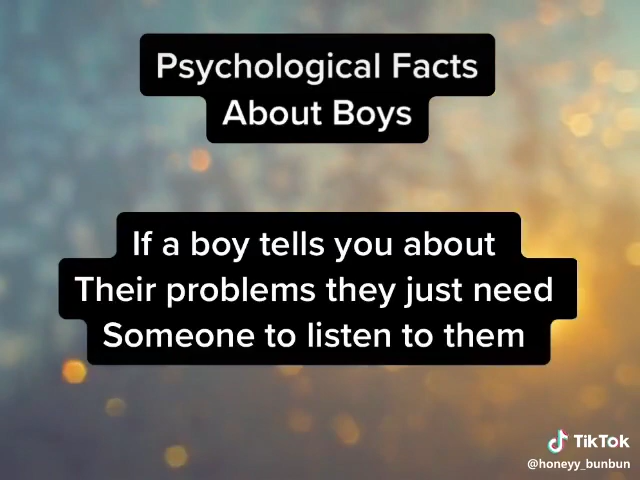 Psychological Facts
About Boys
If a boy tells you about
Their problems they just need
Someone to listen to them
TikTok
@honeyy_bunbun